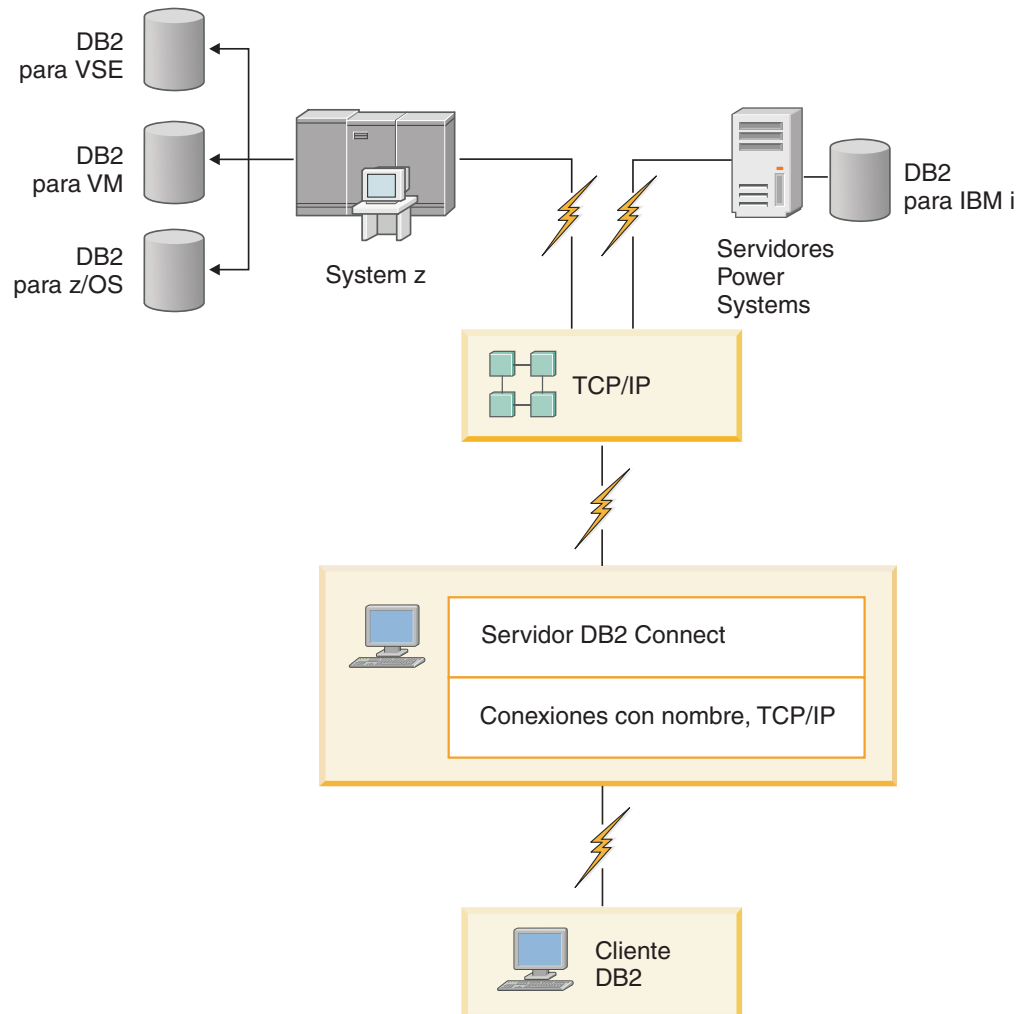 DB2
para VSE
DB2
para VM
DB2
para z/OS
System z
Servidores
Power
Systems
DB2
para IBM i
TCP/IP
Servidor DB2 Connect
Conexiones con nombre, TCP/IP
Cliente
DB2